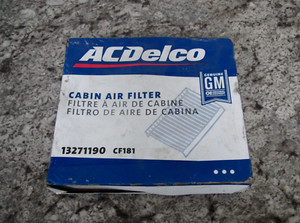 ACDelco
CABIN AIR FILTER
FILTRE À AIR DE CABINE
FILTRO DE AIRE DE CABINA
GENUINE
GM
13271190 CF181